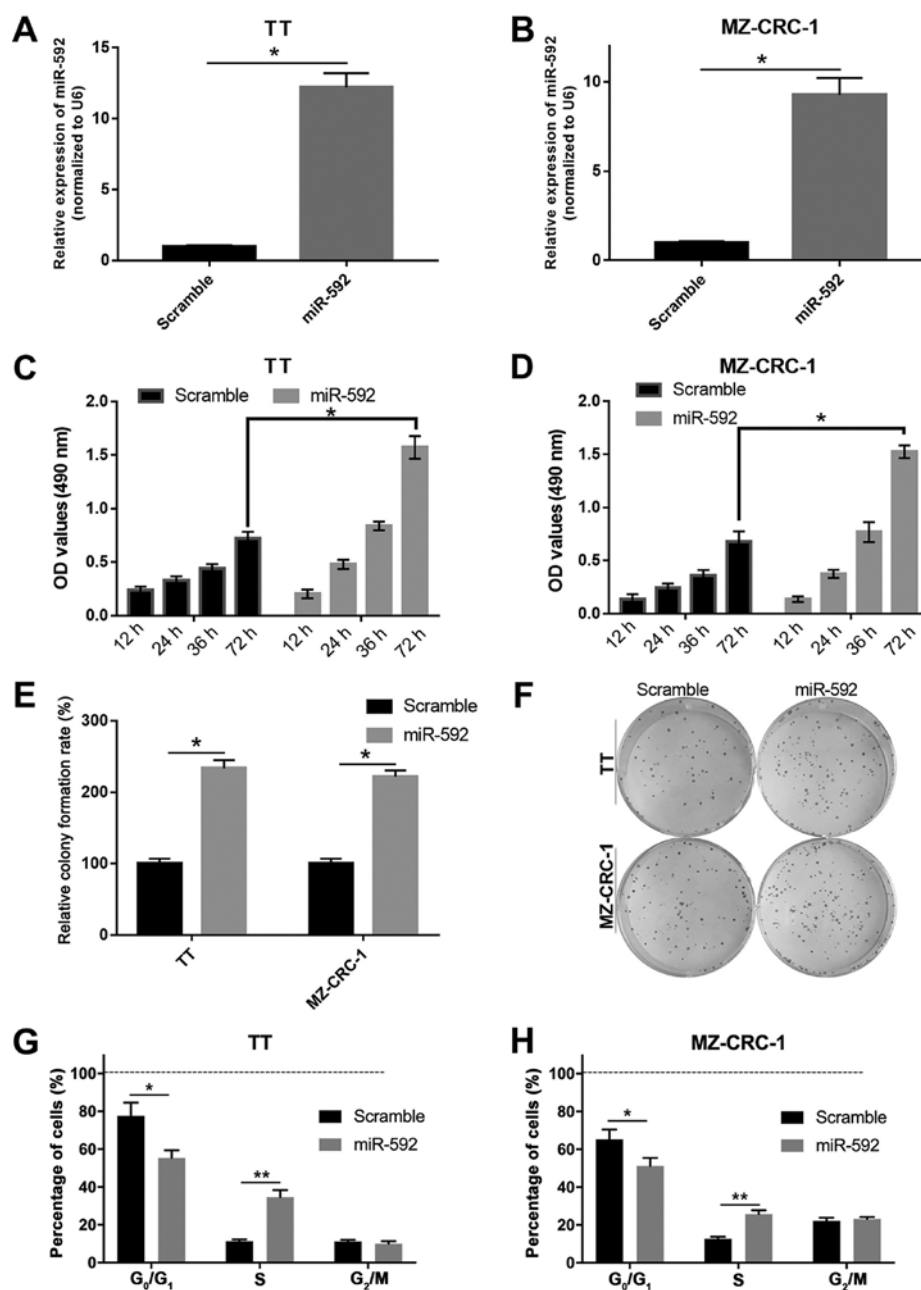 A
TT
Relative expression of miR-592
(normalized to U6)
15
10
5
0
*
Scramble
miR-592
B
MZ-CRC-1
Relative expression of miR-592
(normalized to U6)
10
5
0
*
Scramble
miR-592
C
TT
Scramble
miR-592
OD values (490 nm)
2.0
1.5
1.0
0.5
0.0
*
12 h
24 h
36 h
72 h
12 h
24 h
36 h
72 h
D
MZ-CRC-1
Scramble
miR-592
OD values (490 nm)
2.0
1.5
1.0
0.5
0.0
*
12 h
24 h
36 h
72 h
12 h
24 h
36 h
72 h
E
Relative colony formation rate (%)
300
200
100
0
Scramble
miR-592
*
*
TT
MZ-CRC-1
F
Scramble
miR-592
TT
MZ-CRC-1
G
TT
Percentage of cells (%)
100
80
60
40
20
0
Scramble
miR-592
*
**
G₀/G₁
S
G₂/M
H
MZ-CRC-1
Percentage of cells (%)
100
80
60
40
20
0
Scramble
miR-592
*
**
G₀/G₁
S
G₂/M